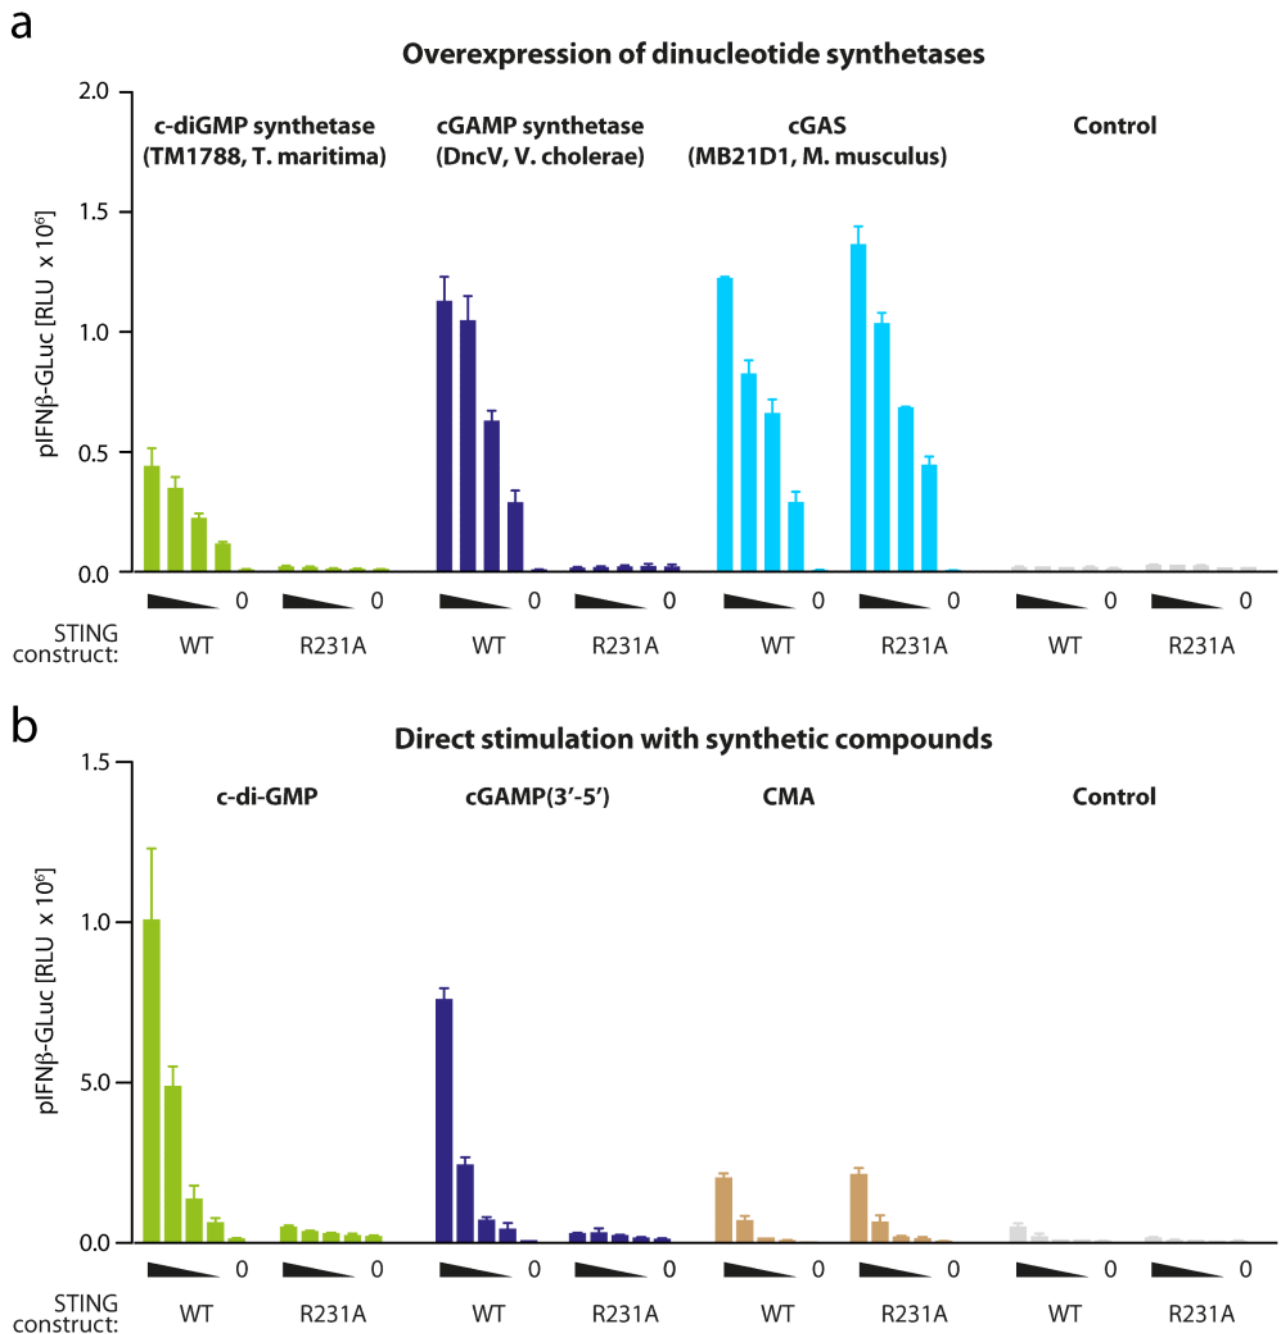 a
Overexpression of dinucleotide synthetases
2.0
1.5
1.0
0.5
0.0
pIFNβ-GLuc [RLU x 10⁶]
c-diGMP synthetase
(TM1788, T. maritima)
cGAMP synthetase
(DncV, V. cholerae)
cGAS
(MB21D1, M. musculus)
Control
0 0 0 0 0 0 0 0
STING
construct:
WT R231A WT R231A WT R231A WT R231A
b
Direct stimulation with synthetic compounds
1.5
1.0
5.0
0.0
pIFNβ-GLuc [RLU x 10⁶]
c-di-GMP cGAMP(3′-5′) CMA Control
0 0 0 0 0 0 0 0
STING
construct:
WT R231A WT R231A WT R231A WT R231A